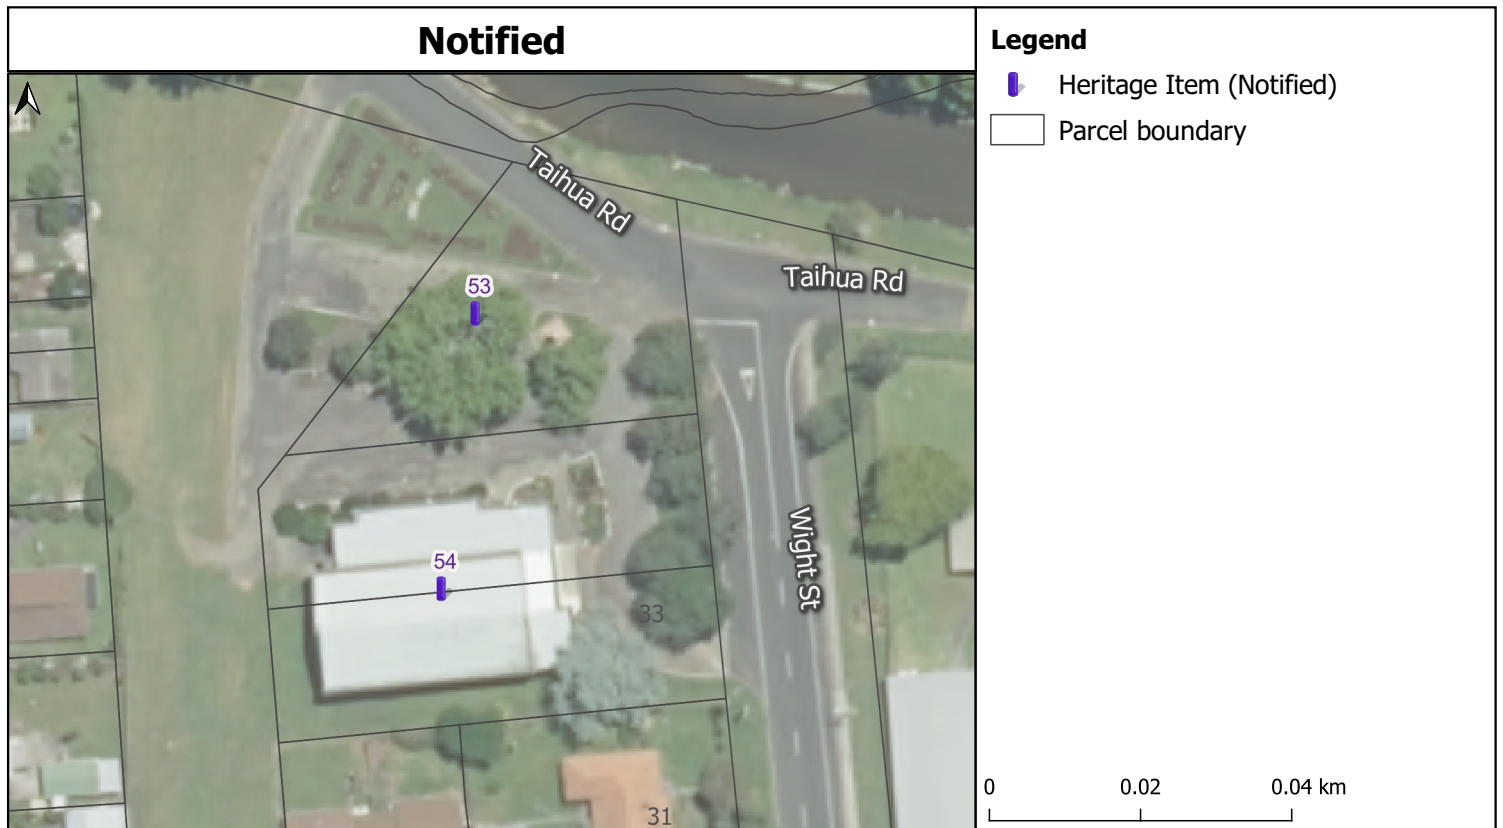 Notified
Legend
Heritage Item (Notified)
Parcel boundary
Taihua Rd
Taihua Rd
53
54
Wight St
33
31
0 0.02 0.04 km